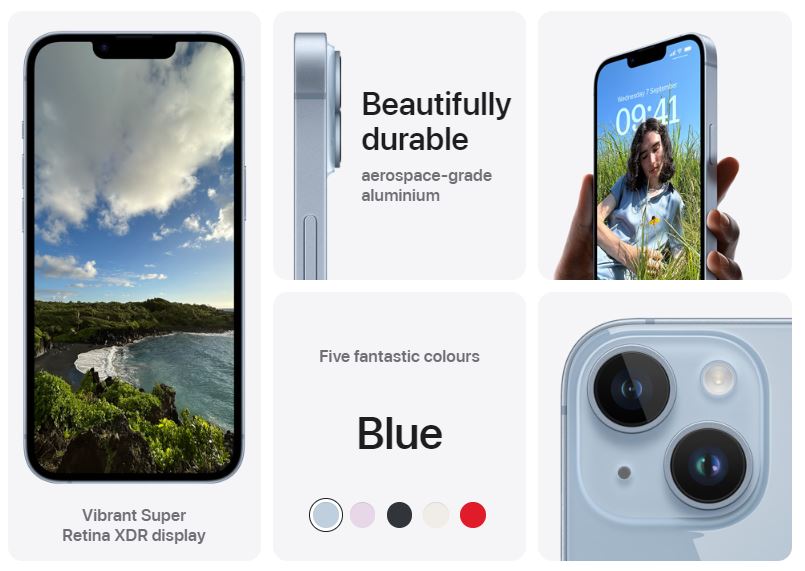 Vibrant Super
Retina XDR display
Beautifully
durable
aerospace-grade
aluminium
Wednesday 7 September
09:41
Five fantastic colours
Blue